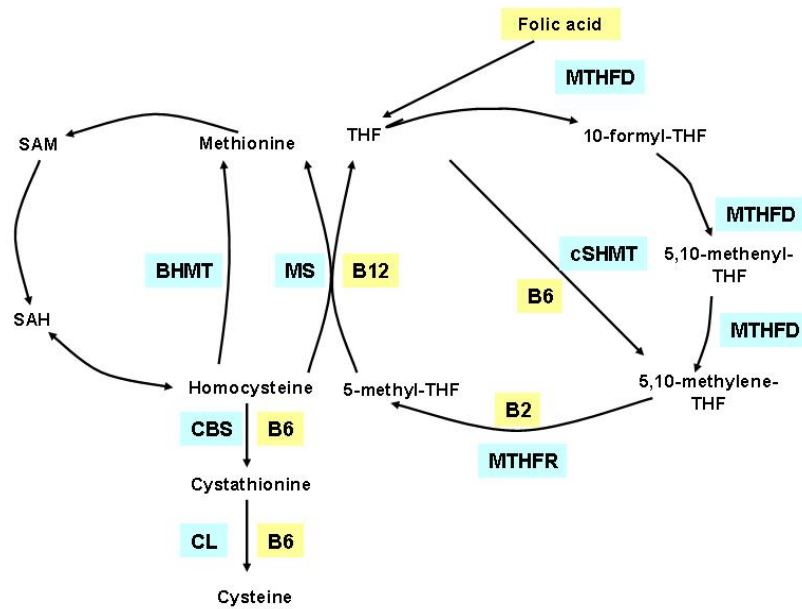 Folic acid
MTHFD
SAM
Methionine
THF
10-formyl-THF
MTHFD
BHMT
MS
B12
cSHMT
5,10-methenyl-
THF
B6
SAH
MTHFD
Homocysteine
5-methyl-THF
5,10-methylene-
THF
B2
CBS
B6
MTHFR
Cystathionine
CL
B6
Cysteine